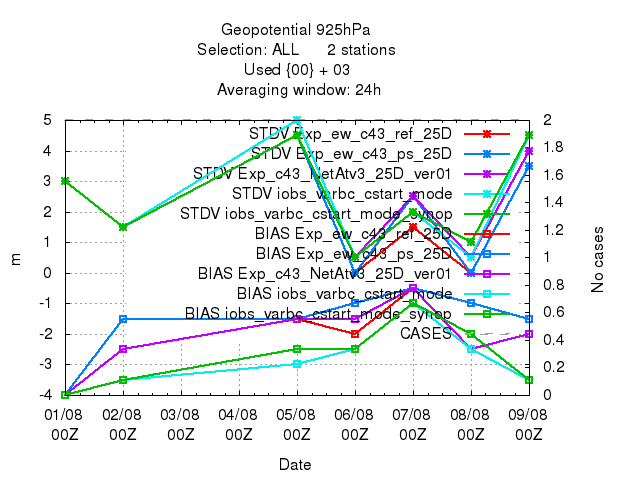 Geopotential 925hPa
Selection: ALL 2 stations
Used {00} + 03
Averaging window: 24h
5 2
STDV Exp_ew_c43_ref_25D
4 1.8
STDV Exp_ew_c43_ps_25D
STDV Exp_c43_NetAtv3_25D_ver01
3 1.6
STDV iobs_varbc_cstart_mode
2 1.4
STDV iobs_varbc_cstart_mode_synop
1 1.2
BIAS Exp_ew_c43_ref_25D
BIAS Exp_ew_c43_ps_25D
0 1
BIAS Exp_c43_NetAtv3_25D_ver01
-1 0.8
BIAS iobs_varbc_cstart_mode
BIAS iobs_varbc_cstart_mode_synop
-2 0.6
CASES
0.4
-3 0.2
-4 0
m
No cases
01/08 02/08 03/08 04/08 05/08 06/08 07/08 08/08 09/08
00Z 00Z 00Z 00Z 00Z 00Z 00Z 00Z 00Z
Date